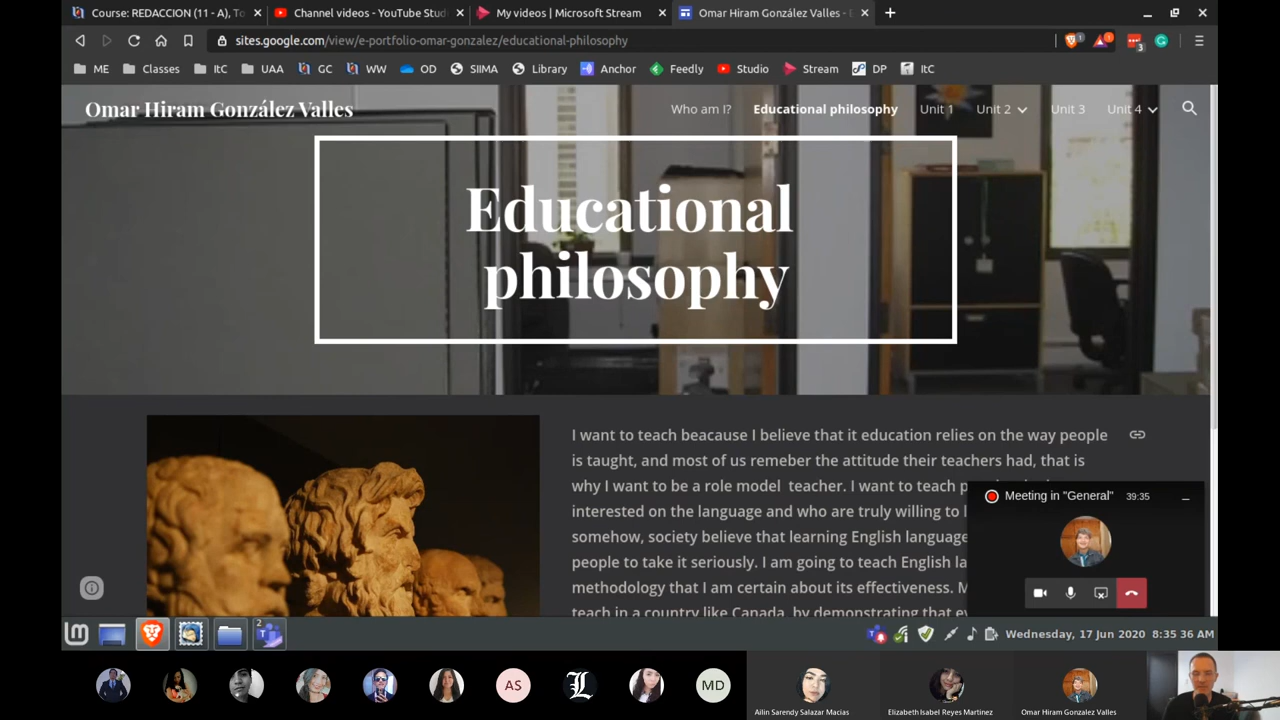 Course: REDACCION (11 - A), To
Channel videos - YouTube Stud
My videos | Microsoft Stream
Omar Hiram González Valles - E
sites.google.com/view/e-portfolio-omar-gonzalez/educational-philosophy
1
1
3
ME
Classes
ItC
UAA
GC
WW
OD
SIIMA
Library
Anchor
Feedly
Studio
Stream
DP
ItC
Omar Hiram González Valles
Who am I?
Educational philosophy
Unit 1
Unit 2
Unit 3
Unit 4
Educational
philosophy
I want to teach beacause I believe that it education relies on the way people
is taught, and most of us remeber the attitude their teachers had, that is
why I want to be a role model teacher. I want to teach
interested on the language and who are truly willing to
somehow, society believe that learning English language
people to take it seriously. I am going to teach English
methodology that I am certain about its effectiveness.
teach in a country like Canada, by demonstrating that
Meeting in "General"
39:35
2
Wednesday, 17 Jun 2020 8:35 36 AM
AS
L
MD
Ailin Sarendy Salazar Macias
Elizabeth Isabel Reyes Martinez
Omar Hiram Gonzalez Valles